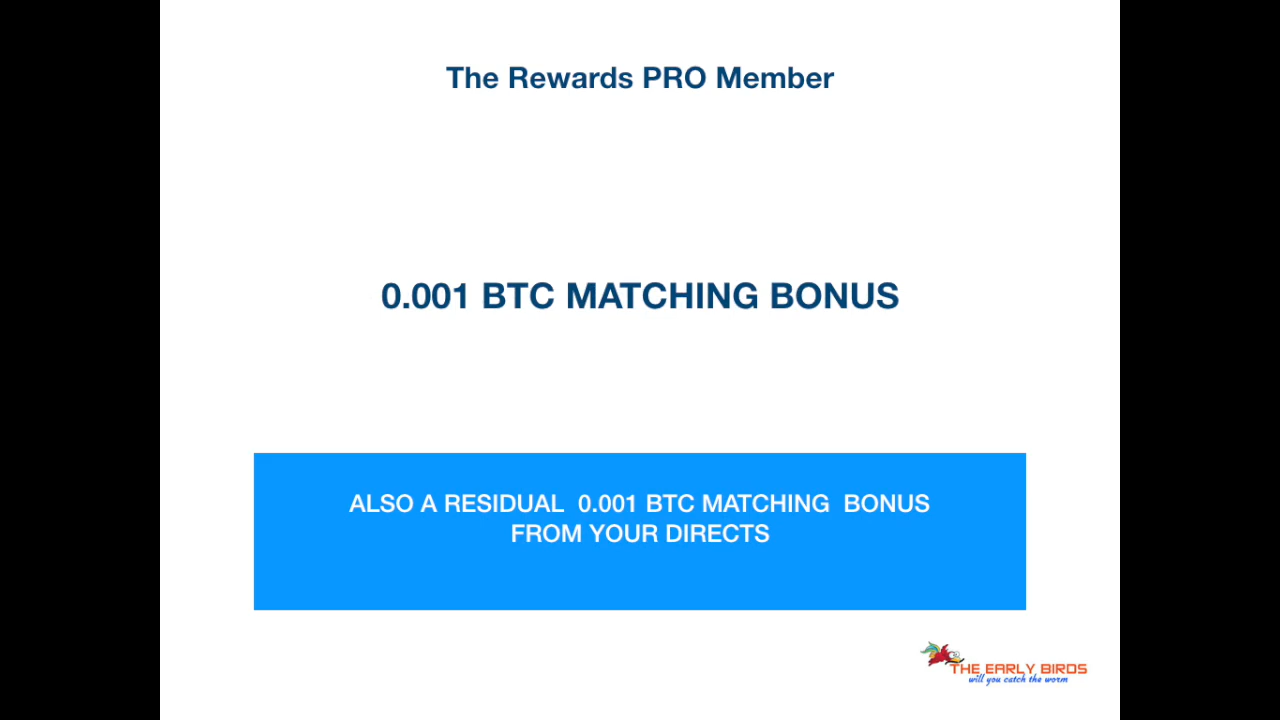 The Rewards PRO Member
0.001 BTC MATCHING BONUS
ALSO A RESIDUAL  0.001 BTC MATCHING  BONUS
FROM YOUR DIRECTS
THE EARLY BIRDS
will you catch the worm